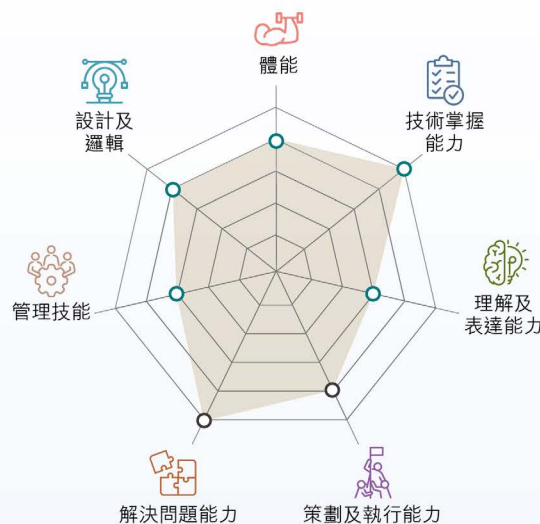 體能
設計及
邏輯
技術掌握
能力
管理技能
理解及
表達能力
解決問題能力
策劃及執行能力